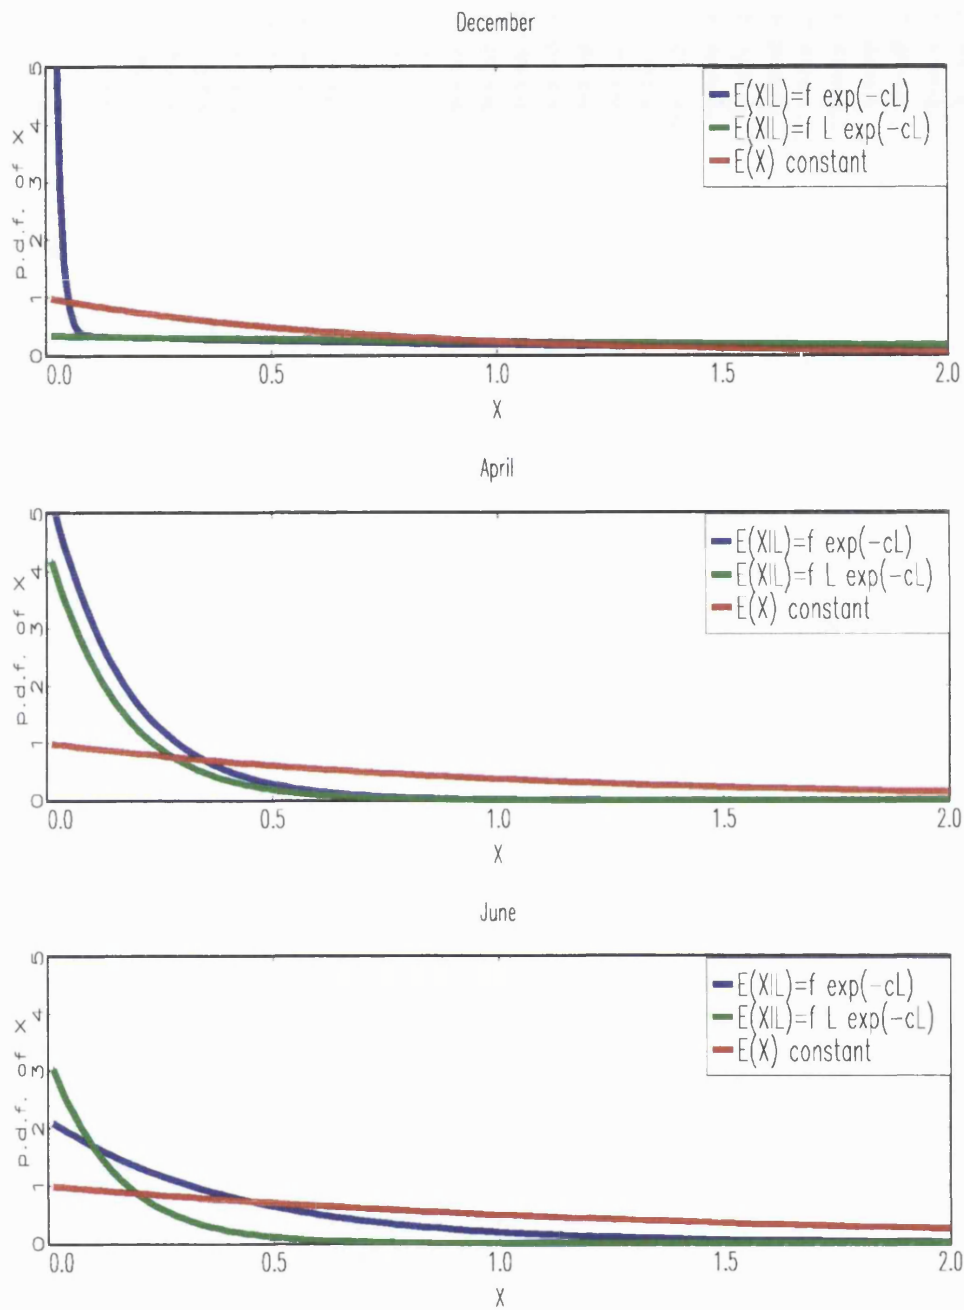 December
E(X|L)=f exp(-cL)
E(X|L)=f L exp(-cL)
E(X) constant
p.d.f. of x
0 1 2 3 4 5
0.0 0.5 1.0 1.5 2.0
X
April
E(X|L)=f exp(-cL)
E(X|L)=f L exp(-cL)
E(X) constant
p.d.f. of x
0 1 2 3 4 5
0.0 0.5 1.0 1.5 2.0
X
June
E(X|L)=f exp(-cL)
E(X|L)=f L exp(-cL)
E(X) constant
p.d.f. of x
0 1 2 3 4 5
0.0 0.5 1.0 1.5 2.0
X